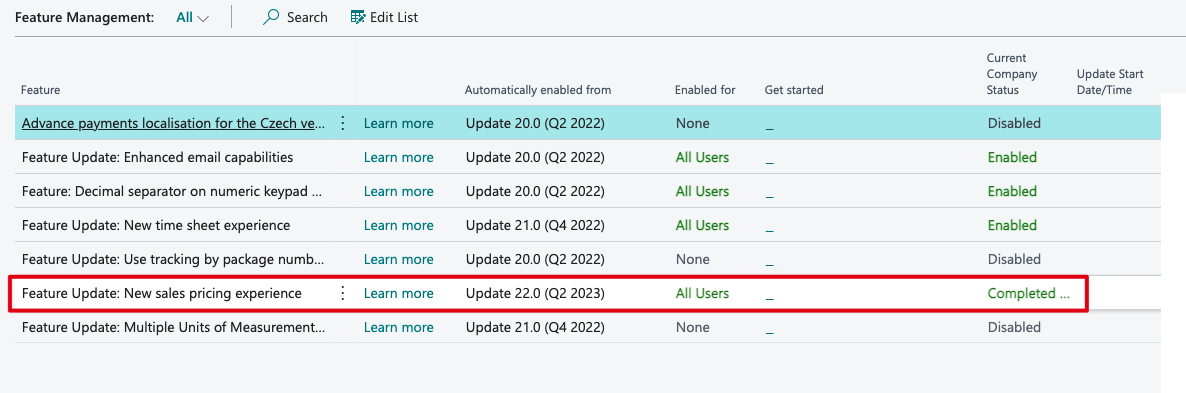 Feature Management: All Search Edit List
Feature Automatically enabled from Enabled for Get started Current Company Status Update Start Date/Time
Advance payments localisation for the Czech ve... Learn more Update 20.0 (Q2 2022) None _ Disabled
Feature Update: Enhanced email capabilities Learn more Update 20.0 (Q2 2022) All Users _ Enabled
Feature: Decimal separator on numeric keypad ... Learn more Update 20.0 (Q2 2022) All Users _ Enabled
Feature Update: New time sheet experience Learn more Update 21.0 (Q4 2022) All Users _ Enabled
Feature Update: Use tracking by package numb... Learn more Update 20.0 (Q2 2022) None _ Disabled
Feature Update: New sales pricing experience Learn more Update 22.0 (Q2 2023) All Users _ Completed ...
Feature Update: Multiple Units of Measurement... Learn more Update 21.0 (Q4 2022) None _ Disabled